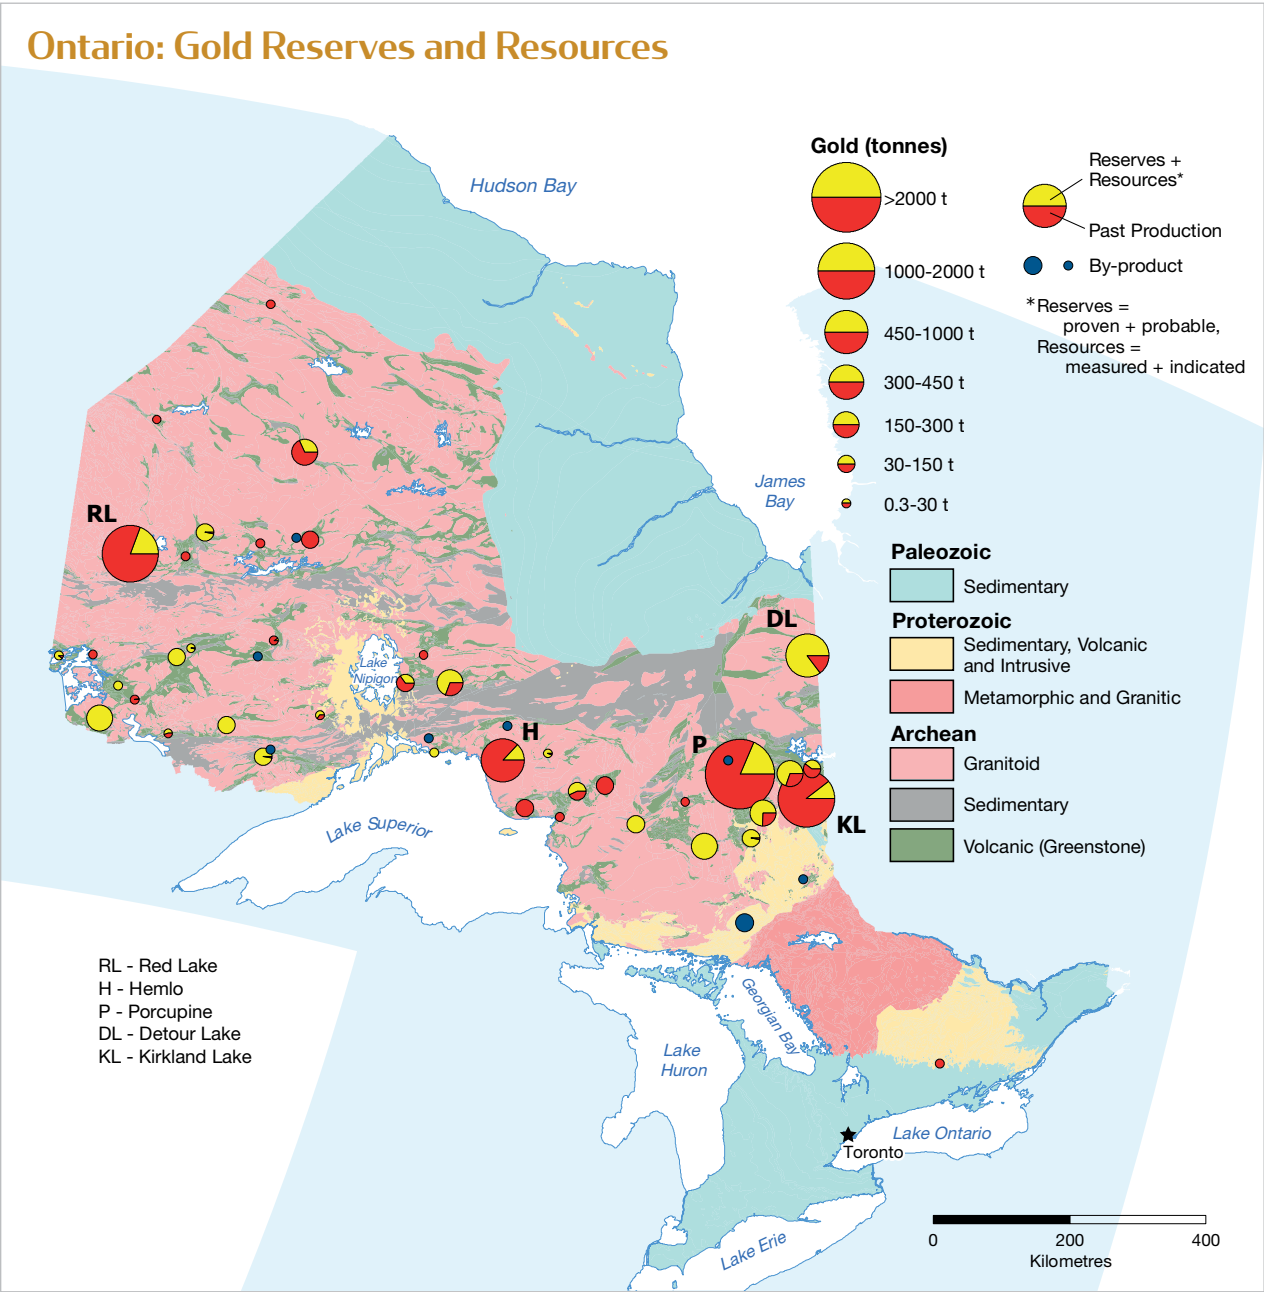 Ontario: Gold Reserves and Resources
Hudson Bay
James
Bay
Gold (tonnes)
>2000 t
1000-2000 t
450-1000 t
300-450 t
150-300 t
30-150 t
0.3-30 t
Reserves +
Resources*
Past Production
By-product
*Reserves =
proven + probable,
Resources =
measured + indicated
Paleozoic
Sedimentary
Proterozoic
Sedimentary, Volcanic
and Intrusive
Metamorphic and Granitic
Archean
Granitoid
Sedimentary
Volcanic (Greenstone)
RL
DL
Lake
Nipigon
H
P
KL
Lake Superior
RL - Red Lake
H - Hemlo
P - Porcupine
DL - Detour Lake
KL - Kirkland Lake
Georgian Bay
Lake
Huron
Lake Ontario
Toronto
Lake Erie
0
200
400
Kilometres